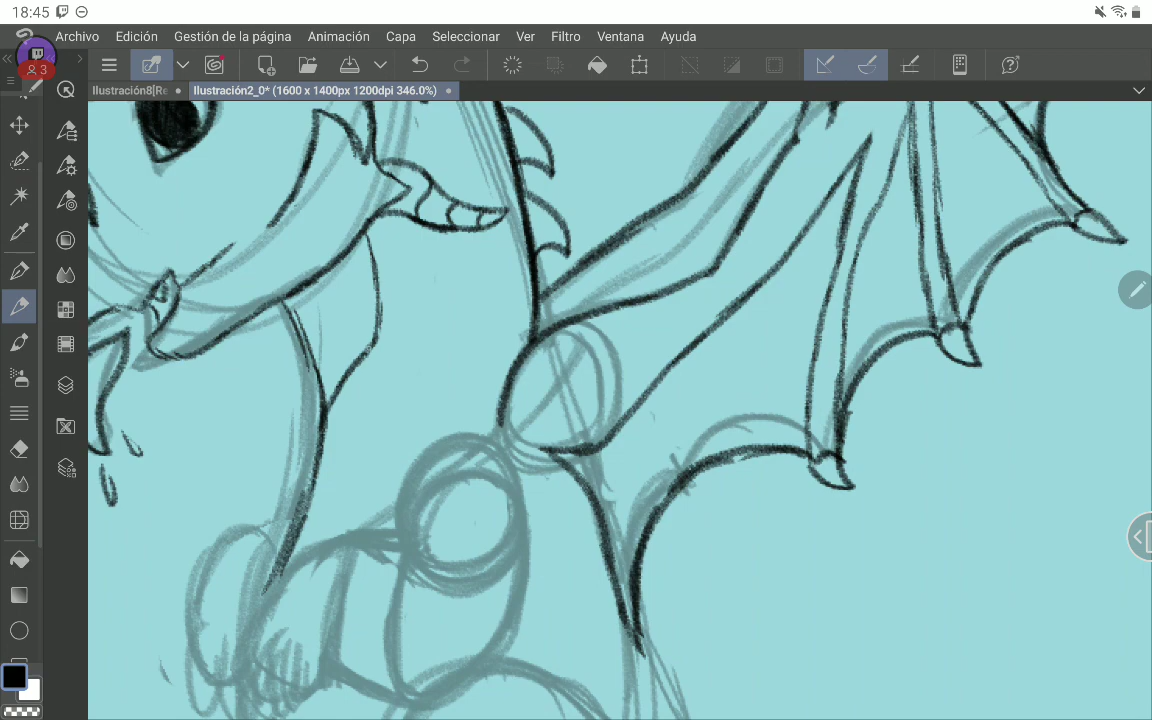 18:45
Archivo Edición Gestión de la página Animación Capa Seleccionar Ver Filtro Ventana Ayuda
3
Ilustración8[Re Ilustración2_0* (1600 x 1400px 1200dpi 346.0%)